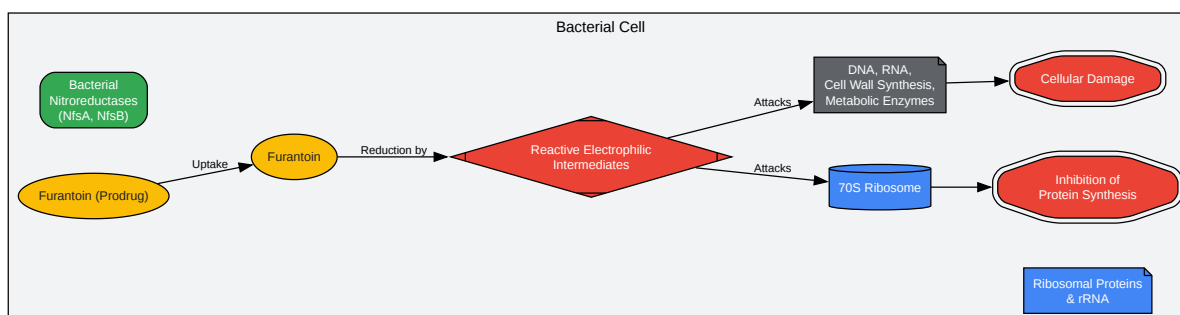 Bacterial Cell
Bacterial
Nitroreductases
(NfsA, NfsB)
Furantoin (Prodrug)
Uptake
Furantoin
Reduction by
Reactive Electrophilic
Intermediates
Attacks
DNA, RNA,
Cell Wall Synthesis,
Metabolic Enzymes
Cellular Damage
Attacks
70S Ribosome
Inhibition of
Protein Synthesis
Ribosomal Proteins
& rRNA